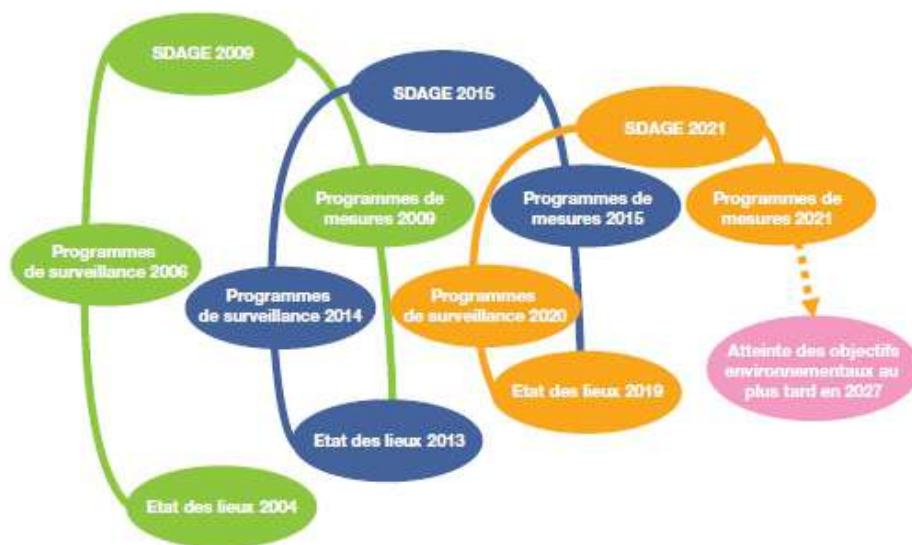 SDAGE 2009
SDAGE 2015
SDAGE 2021
Programmes de
mesures 2009
Programmes de
mesures 2015
Programmes de
mesures 2021
Programmes
de surveillance 2006
Programmes
de surveillance 2014
Programmes
de surveillance 2020
Atteinte des objectifs
environnementaux au
plus tard en 2027
Etat des lieux 2019
Etat des lieux 2013
Etat des lieux 2004